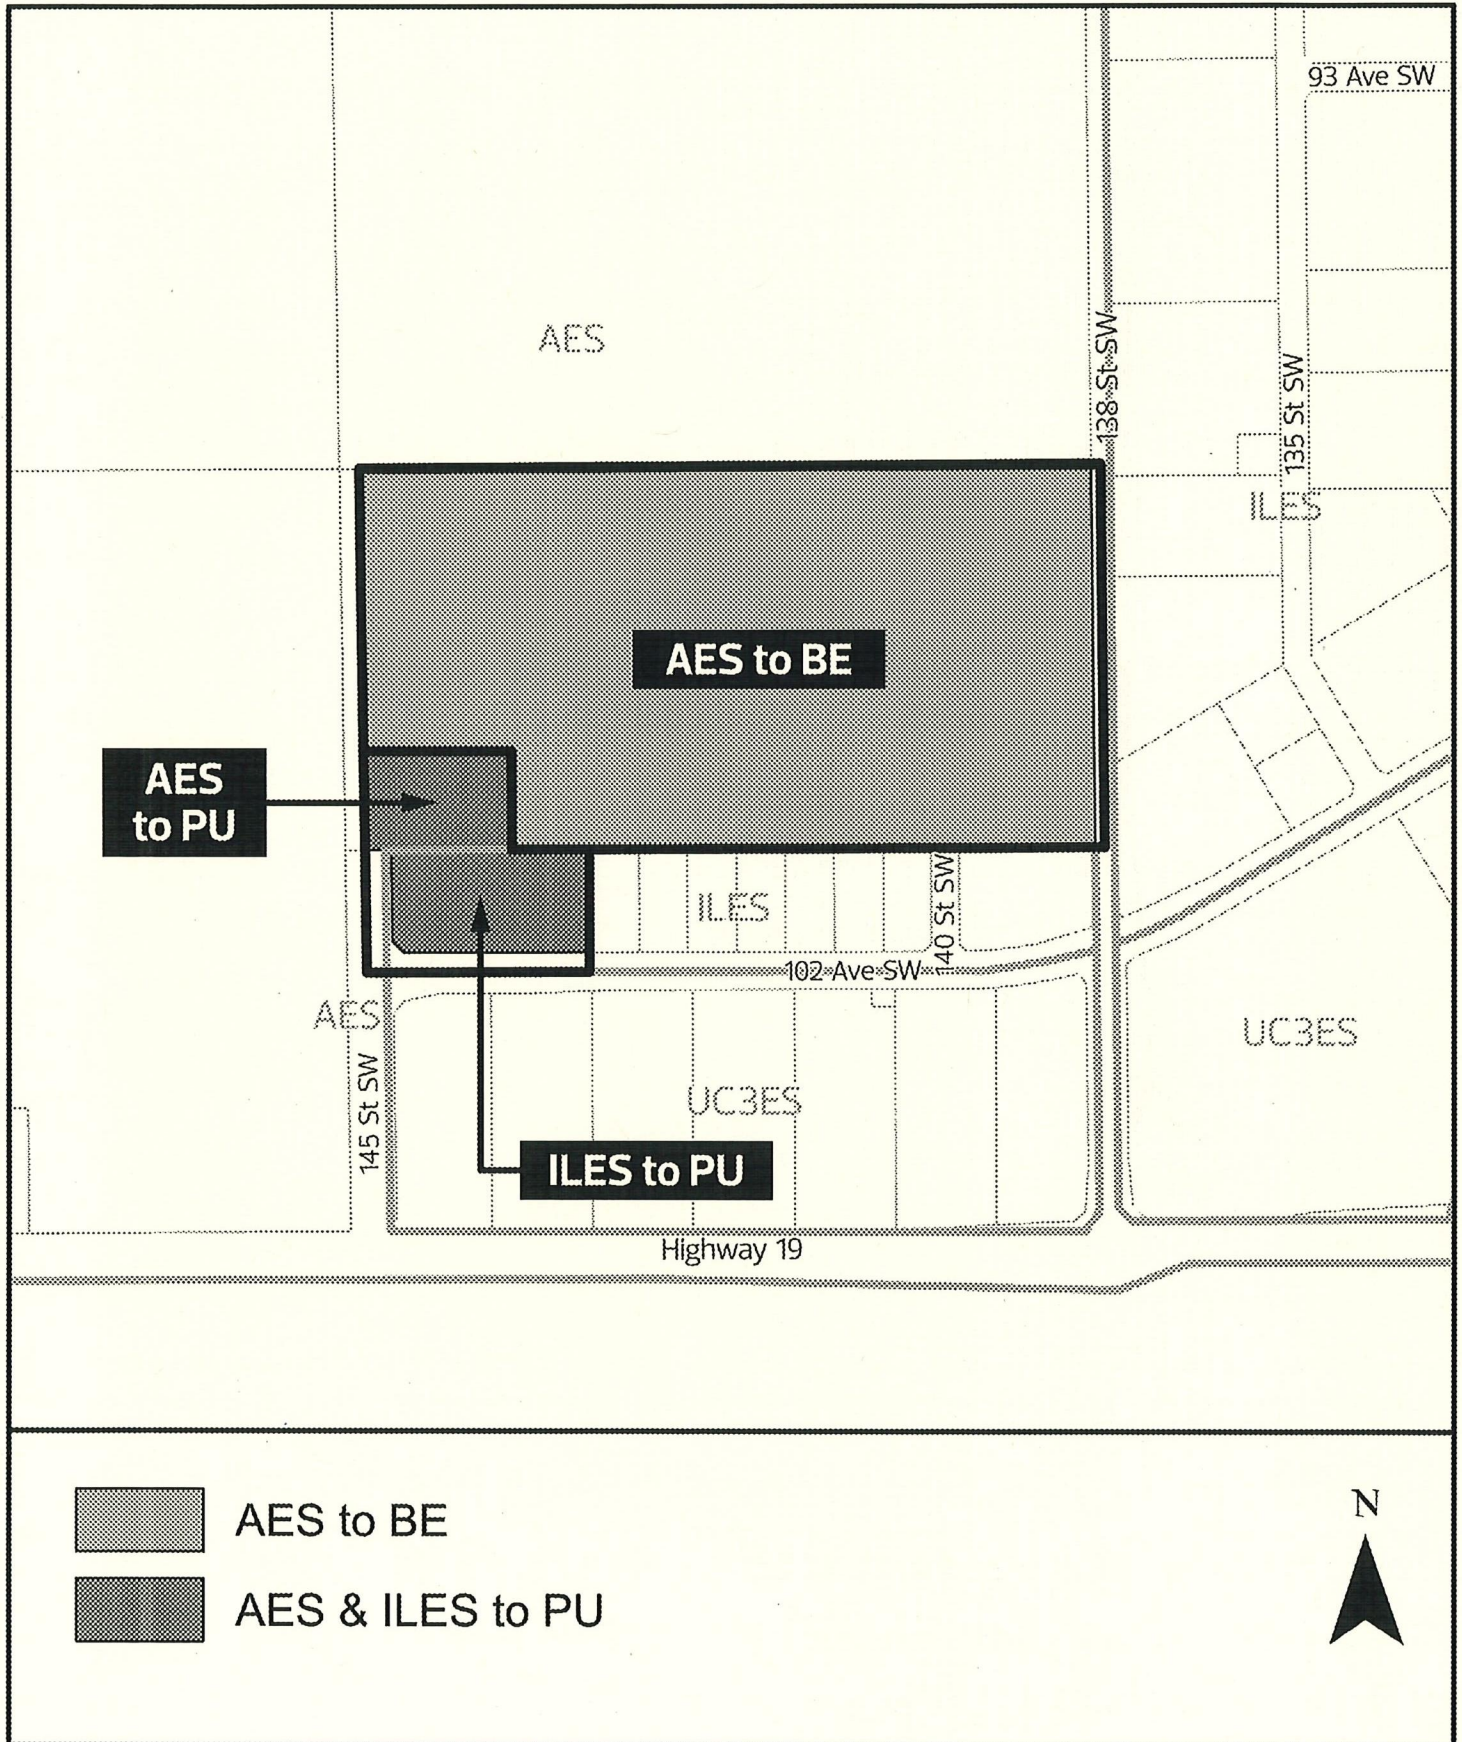 93 Ave SW
AES
138 St SW
135 St SW
ILES
AES to BE
AES
to PU
ILES
140 St SW
102 Ave SW
AES
UC3ES
145 St SW
UC3ES
ILES to PU
Highway 19
AES to BE
N
AES & ILES to PU